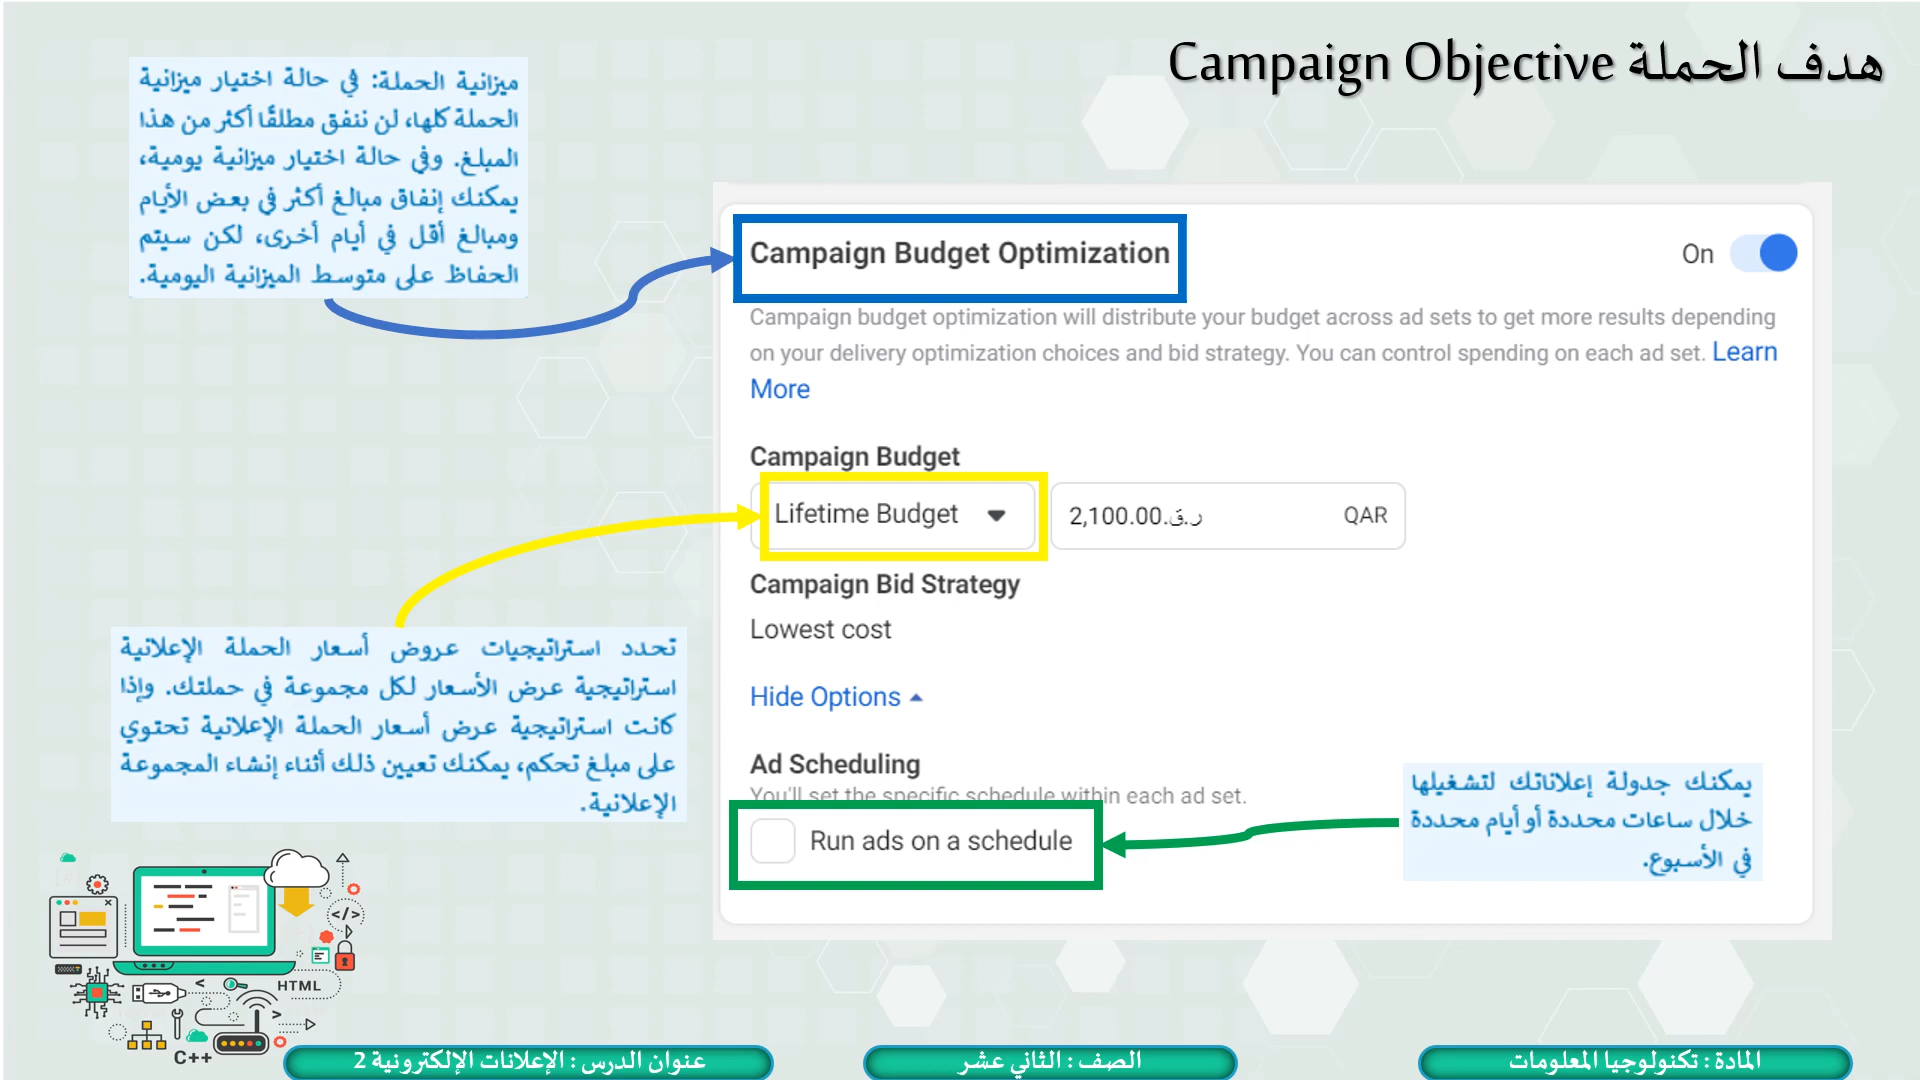 هدف الحملة Campaign Objective
ميزانية الحملة: في حالة اختيار ميزانية
الحملة كلها، لن ننفق مطلقًا أكثر من هذا
المبلغ. وفي حالة اختيار ميزانية يومية،
يمكنك إنفاق مبالغ أكثر في بعض الأيام
ومبالغ أقل في أيام أخرى، لكن سيتم
الحفاظ على متوسط الميزانية اليومية.
Campaign Budget Optimization
On
Campaign budget optimization will distribute your budget across ad sets to get more results depending
on your delivery optimization choices and bid strategy. You can control spending on each ad set. Learn
More
Campaign Budget
Lifetime Budget
ر.ق.2,100.00
QAR
Campaign Bid Strategy
Lowest cost
Hide Options
تحدد استراتيجيات عروض أسعار الحملة الإعلانية
استراتيجية عرض الأسعار لكل مجموعة في حملتك. وإذا
كانت استراتيجية عرض أسعار الحملة الإعلانية تحتوي
على مبلغ تحكم، يمكنك تعيين ذلك أثناء إنشاء المجموعة
الإعلانية.
Ad Scheduling
You'll set the specific schedule within each ad set.
Run ads on a schedule
يمكنك جدولة إعلاناتك لتشغيلها
خلال ساعات محددة أو أيام محددة
في الأسبوع.
</>
HTML
C++
المادة : تكنولوجيا المعلومات
الصف : الثاني عشر
عنوان الدرس : الإعلانات الإلكترونية 2